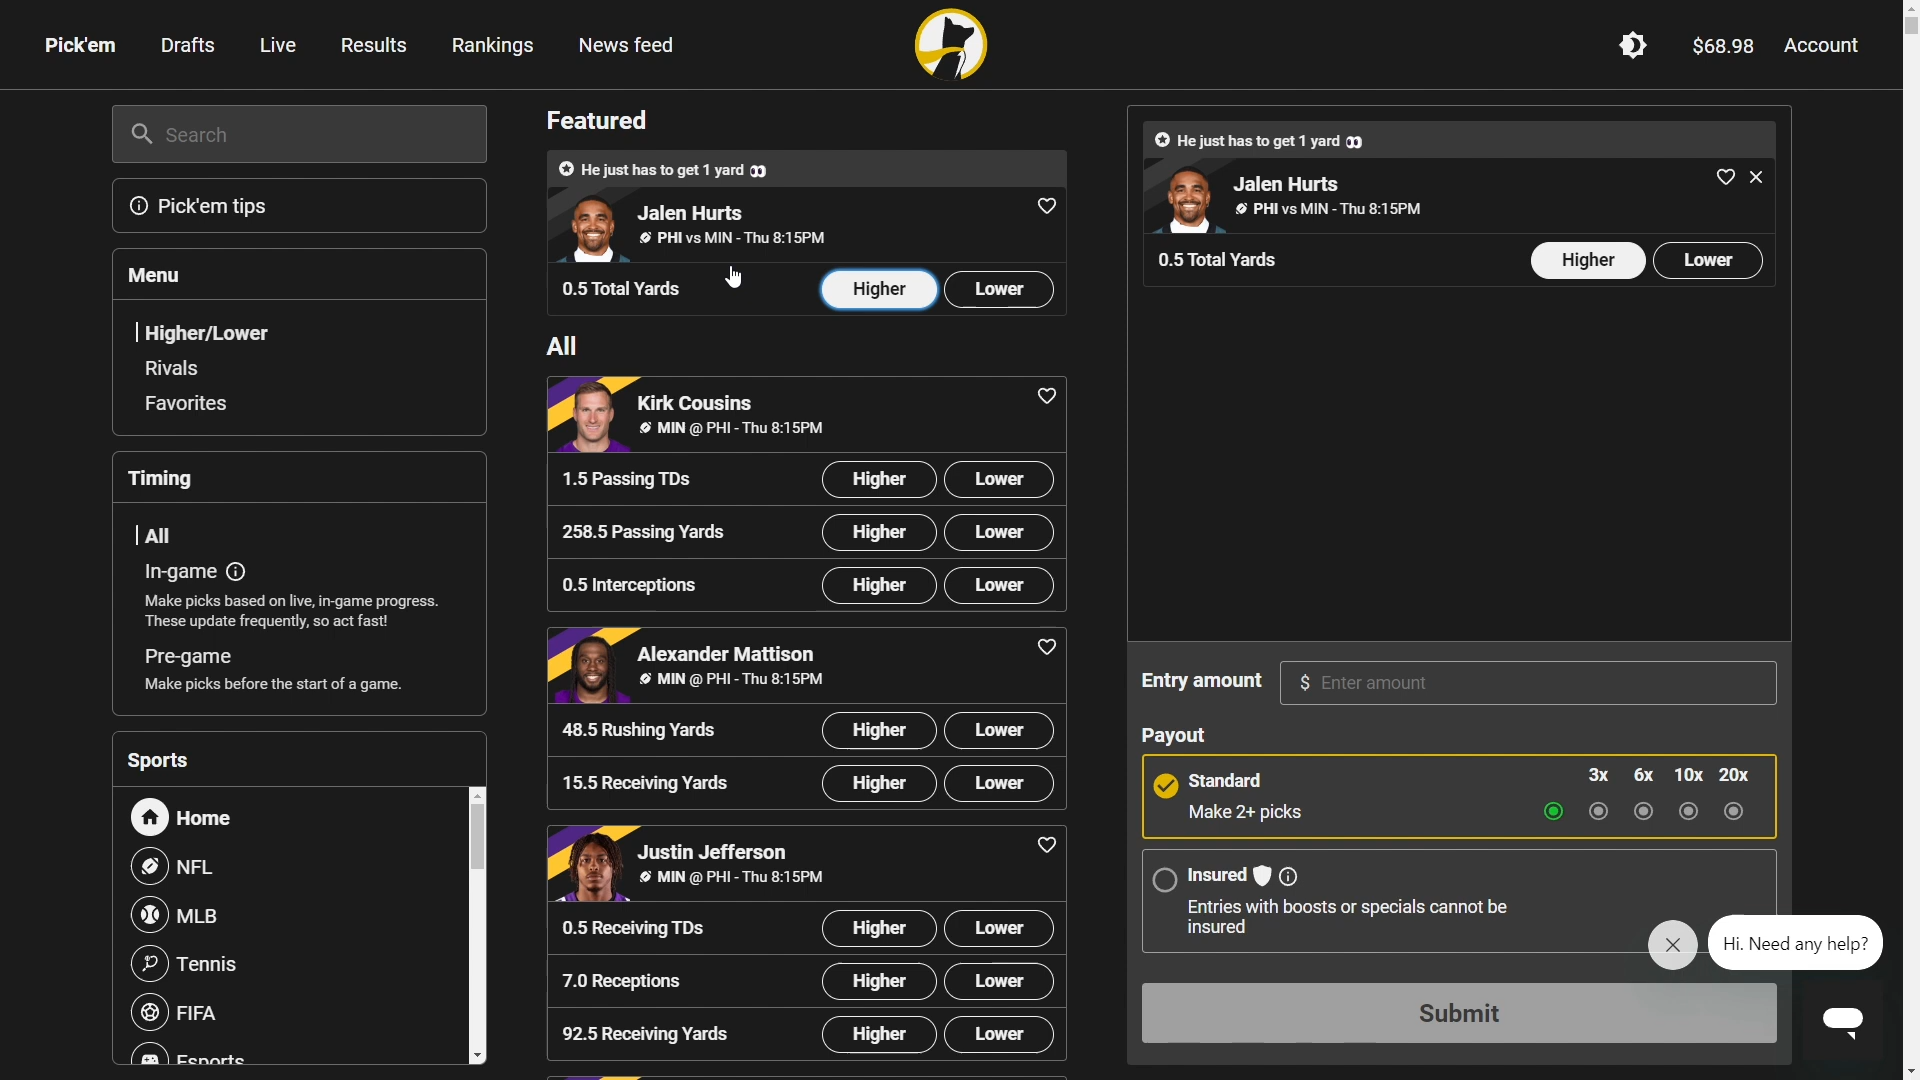 Pick'em Drafts Live Results Rankings News feed $68.98 Account
Search
Pick'em tips
Menu
Higher/Lower
Rivals
Favorites
Timing
All
In-game
Make picks based on live, in-game progress.
These update frequently, so act fast!
Pre-game
Make picks before the start of a game.
Sports
Home
NFL
MLB
Tennis
FIFA
Esports
Featured
He just has to get 1 yard 👀
Jalen Hurts
PHI vs MIN - Thu 8:15PM
0.5 Total Yards Higher Lower
All
Kirk Cousins
MIN @ PHI - Thu 8:15PM
1.5 Passing TDs Higher Lower
258.5 Passing Yards Higher Lower
0.5 Interceptions Higher Lower
Alexander Mattison
MIN @ PHI - Thu 8:15PM
48.5 Rushing Yards Higher Lower
15.5 Receiving Yards Higher Lower
Justin Jefferson
MIN @ PHI - Thu 8:15PM
0.5 Receiving TDs Higher Lower
7.0 Receptions Higher Lower
92.5 Receiving Yards Higher Lower
He just has to get 1 yard 👀
Jalen Hurts
PHI vs MIN - Thu 8:15PM
0.5 Total Yards Higher Lower
Entry amount $ Enter amount
Payout
Standard 3x 6x 10x 20x
Make 2+ picks
Insured
Entries with boosts or specials cannot be
insured
Hi. Need any help?
Submit